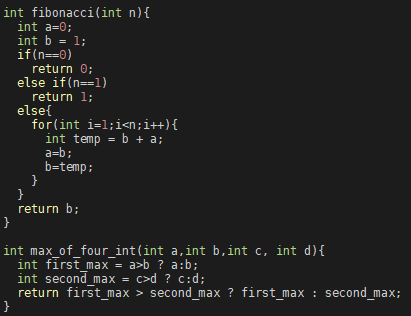 int fibonacci(int n){
  int a=0;
  int b = 1;
  if(n==0)
    return 0;
  else if(n==1)
    return 1;
  else{
    for(int i=1;i<n;i++){
      int temp = b + a;
      a=b;
      b=temp;
    }
  }
  return b;
}

int max_of_four_int(int a,int b,int c, int d){
  int first_max = a>b ? a:b;
  int second_max = c>d ? c:d;
  return first_max > second_max ? first_max : second_max;
}